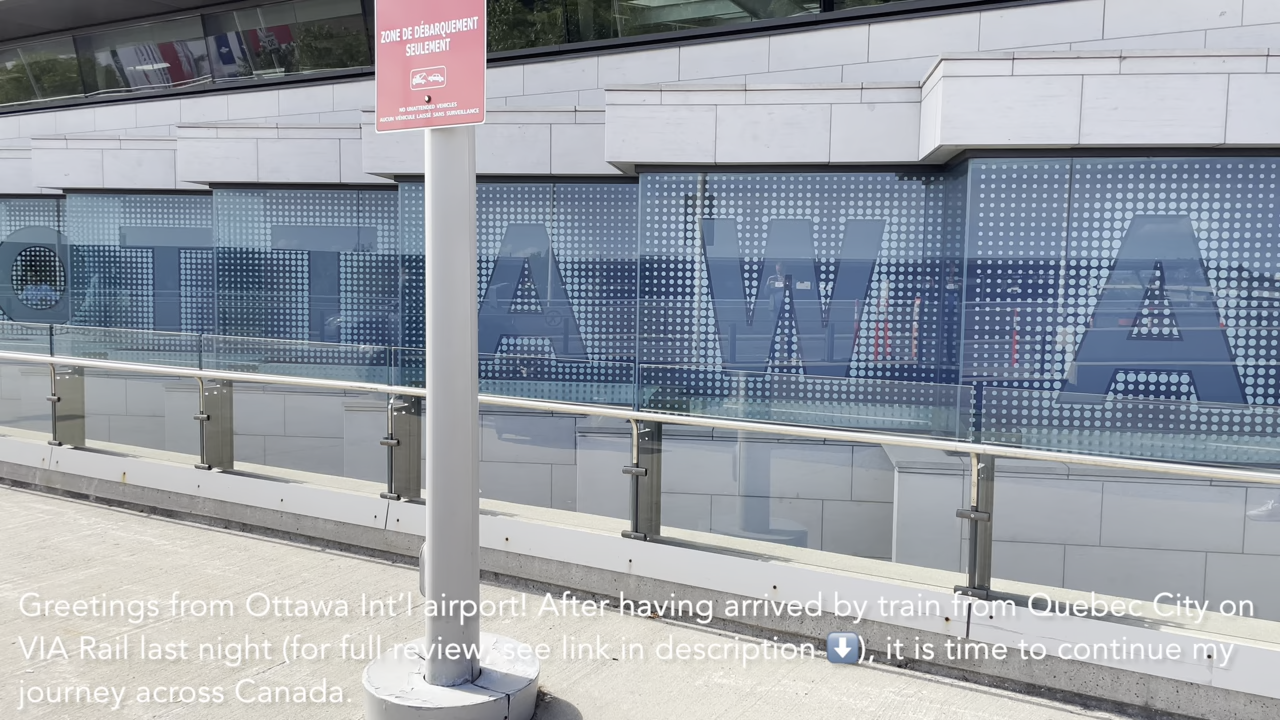 ZONE DE DÉBARQUEMENT
SEULEMENT
NO UNATTENDED VEHICLES
AUCUN VÉHICULE LAISSÉ SANS SURVEILLANCE
OTTAWA
Greetings from Ottawa Int'l airport! After having arrived by train from Quebec City on
VIA Rail last night (for full review, see link in description ⬇️), it is time to continue my
journey across Canada.